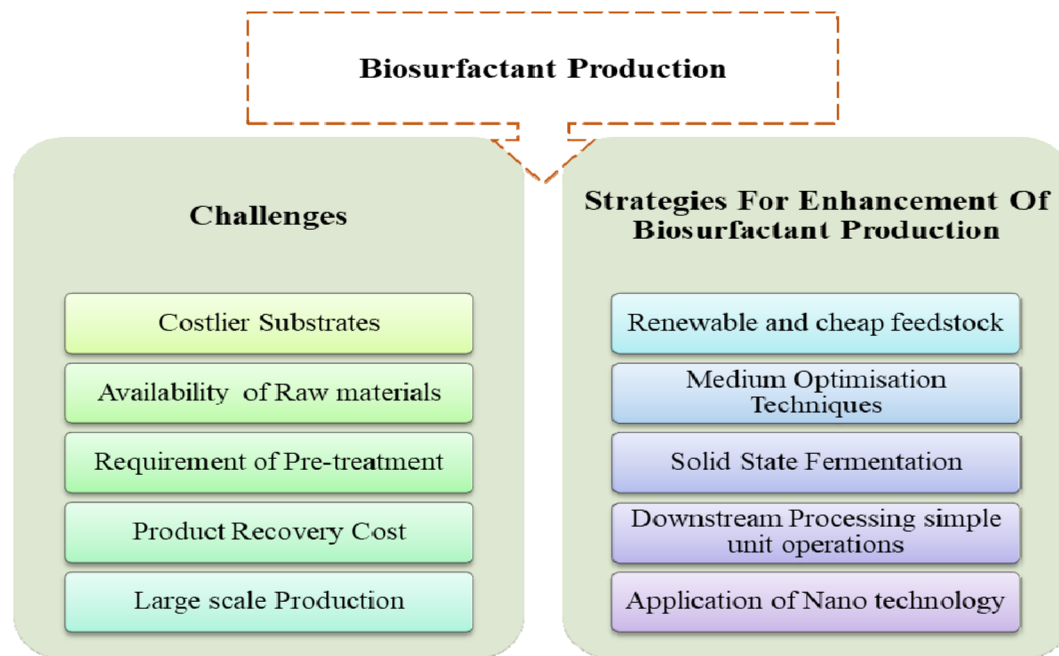 Biosurfactant Production
Challenges
Costlier Substrates
Availability of Raw materials
Requirement of Pre-treatment
Product Recovery Cost
Large scale Production
Strategies For Enhancement Of
Biosurfactant Production
Renewable and cheap feedstock
Medium Optimisation
Techniques
Solid State Fermentation
Downstream Processing simple
unit operations
Application of Nano technology